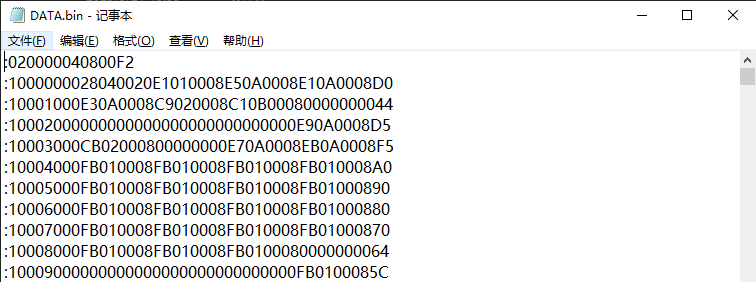 DATA.bin - 记事本
文件(F) 编辑(E) 格式(O) 查看(V) 帮助(H)
:020000040800F2
:1000000028040020E1010008E50A0008E10A0008D0
:10001000E30A0008C9020008C10B00080000000044
:10002000000000000000000000000000E90A0008D5
:10003000CB02000800000000E70A0008EB0A0008F5
:10004000FB010008FB010008FB010008FB010008A0
:10005000FB010008FB010008FB010008FB01000890
:10006000FB010008FB010008FB010008FB01000880
:10007000FB010008FB010008FB010008FB01000870
:10008000FB010008FB010008FB0100080000000064
:10009000000000000000000000000000FB0100085C